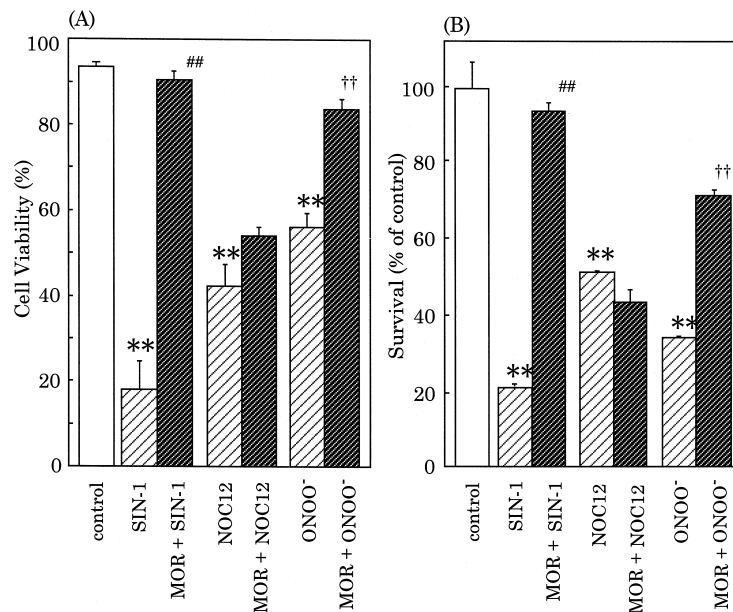 (A)
Cell Viability (%)
100
80
60
40
20
0
**
##
**
**
††
control
SIN-1
MOR + SIN-1
NOC12
MOR + NOC12
ONOO⁻
MOR + ONOO⁻
(B)
Survival (% of control)
100
80
60
40
20
0
**
##
**
**
††
control
SIN-1
MOR + SIN-1
NOC12
MOR + NOC12
ONOO⁻
MOR + ONOO⁻